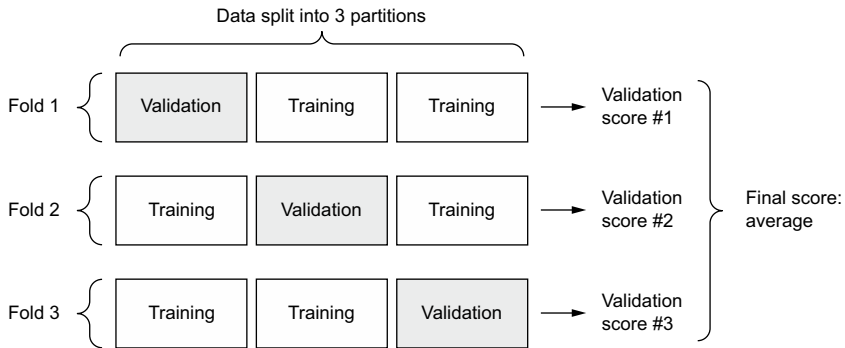 Data split into 3 partitions
Fold 1
Validation
Training
Training
Validation
score #1
Fold 2
Training
Validation
Training
Validation
score #2
Final score:
average
Fold 3
Training
Training
Validation
Validation
score #3